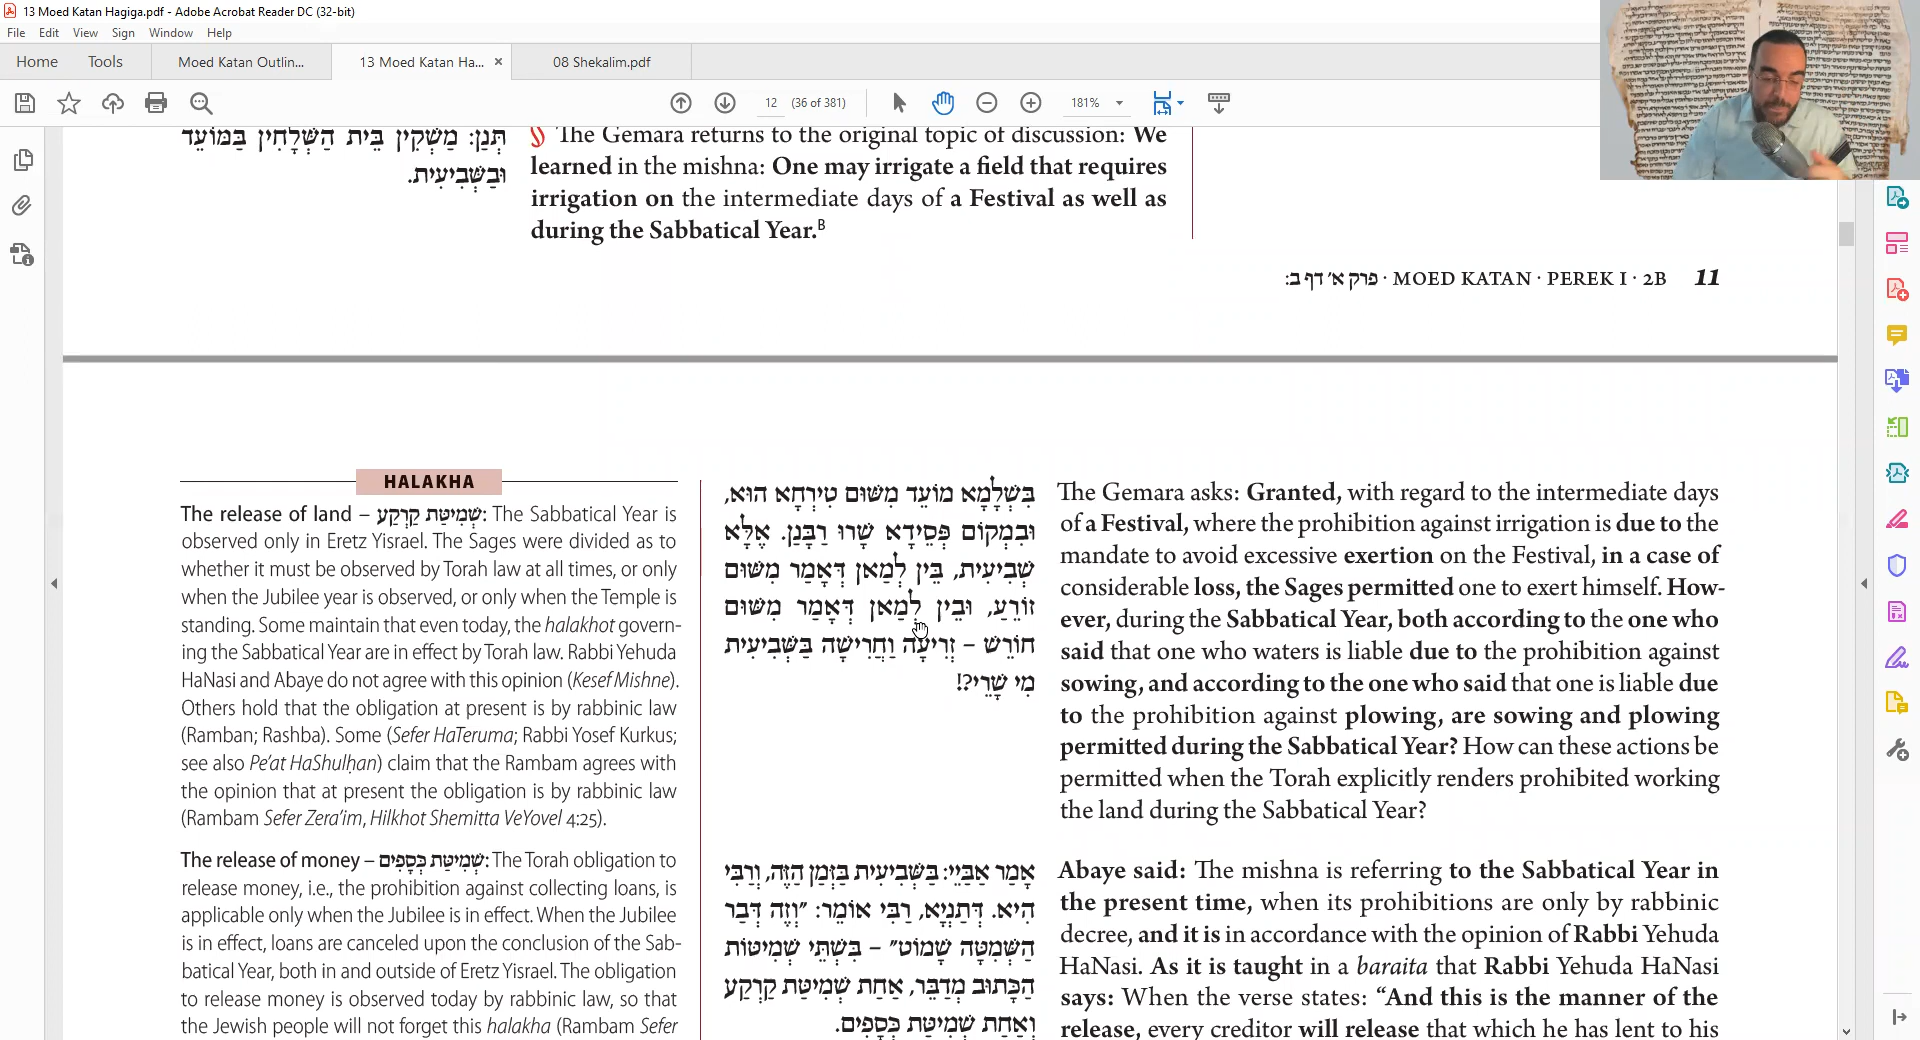 13 Moed Katan Hagiga.pdf - Adobe Acrobat Reader DC (32-bit)
File Edit View Sign Window Help
Home Tools Moed Katan Outlin... 13 Moed Katan Ha... × 08 Shekalim.pdf
12 (36 of 381) 181%
תְּנַן: מַשְׁקִין בֵּית הַשְּׁלָחִין בַּמּוֹעֵד
וּבַשְּׁבִיעִית.
The Gemara returns to the original topic of discussion: We
learned in the mishna: One may irrigate a field that requires
irrigation on the intermediate days of a Festival as well as
during the Sabbatical Year.B
פרק א׳ דף ב: · MOED KATAN · PEREK I · 2B 11
HALAKHA
The release of land – שְׁמִיטַּת קַרְקַע: The Sabbatical Year is
observed only in Eretz Yisrael. The Sages were divided as to
whether it must be observed by Torah law at all times, or only
when the Jubilee year is observed, or only when the Temple is
standing. Some maintain that even today, the halakhot govern-
ing the Sabbatical Year are in effect by Torah law. Rabbi Yehuda
HaNasi and Abaye do not agree with this opinion (Kesef Mishne).
Others hold that the obligation at present is by rabbinic law
(Ramban; Rashba). Some (Sefer HaTeruma; Rabbi Yosef Kurkus;
see also Pe'at HaShulḥan) claim that the Rambam agrees with
the opinion that at present the obligation is by rabbinic law
(Rambam Sefer Zera'im, Hilkhot Shemitta VeYovel 4:25).
The release of money – שְׁמִיטַּת כְּסָפִים: The Torah obligation to
release money, i.e., the prohibition against collecting loans, is
applicable only when the Jubilee is in effect. When the Jubilee
is in effect, loans are canceled upon the conclusion of the Sab-
batical Year, both in and outside of Eretz Yisrael. The obligation
to release money is observed today by rabbinic law, so that
the Jewish people will not forget this halakha (Rambam Sefer
בִּשְׁלָמָא מוֹעֵד מִשּׁוּם טִירְחָא הוּא,
וּבִמְקוֹם פְּסֵידָא שָׁרוּ רַבָּנַן. אֶלָּא
שְׁבִיעִית, בֵּין לְמַאן דְּאָמַר מִשּׁוּם
זוֹרֵעַ, וּבֵין לְמַאן דְּאָמַר מִשּׁוּם
חוֹרֵשׁ – זְרִיעָה וַחֲרִישָׁה בַּשְּׁבִיעִית
מִי שָׁרֵי?!
The Gemara asks: Granted, with regard to the intermediate days
of a Festival, where the prohibition against irrigation is due to the
mandate to avoid excessive exertion on the Festival, in a case of
considerable loss, the Sages permitted one to exert himself. How-
ever, during the Sabbatical Year, both according to the one who
said that one who waters is liable due to the prohibition against
sowing, and according to the one who said that one is liable due
to the prohibition against plowing, are sowing and plowing
permitted during the Sabbatical Year? How can these actions be
permitted when the Torah explicitly renders prohibited working
the land during the Sabbatical Year?
אָמַר אַבַּיֵי: בַּשְּׁבִיעִית בַּזְּמַן הַזֶּה, וְרַבִּי
הִיא. דְּתַנְיָא, רַבִּי אוֹמֵר: ״וְזֶה דְּבַר
הַשְּׁמִטָּה שָׁמוֹט״ – בִּשְׁתֵּי שְׁמִיטּוֹת
הַכָּתוּב מְדַבֵּר, אַחַת שְׁמִיטַּת קַרְקַע
וְאַחַת שְׁמִיטַּת כְּסָפִים.
Abaye said: The mishna is referring to the Sabbatical Year in
the present time, when its prohibitions are only by rabbinic
decree, and it is in accordance with the opinion of Rabbi Yehuda
HaNasi. As it is taught in a baraita that Rabbi Yehuda HaNasi
says: When the verse states: “And this is the manner of the
release, every creditor will release that which he has lent to his